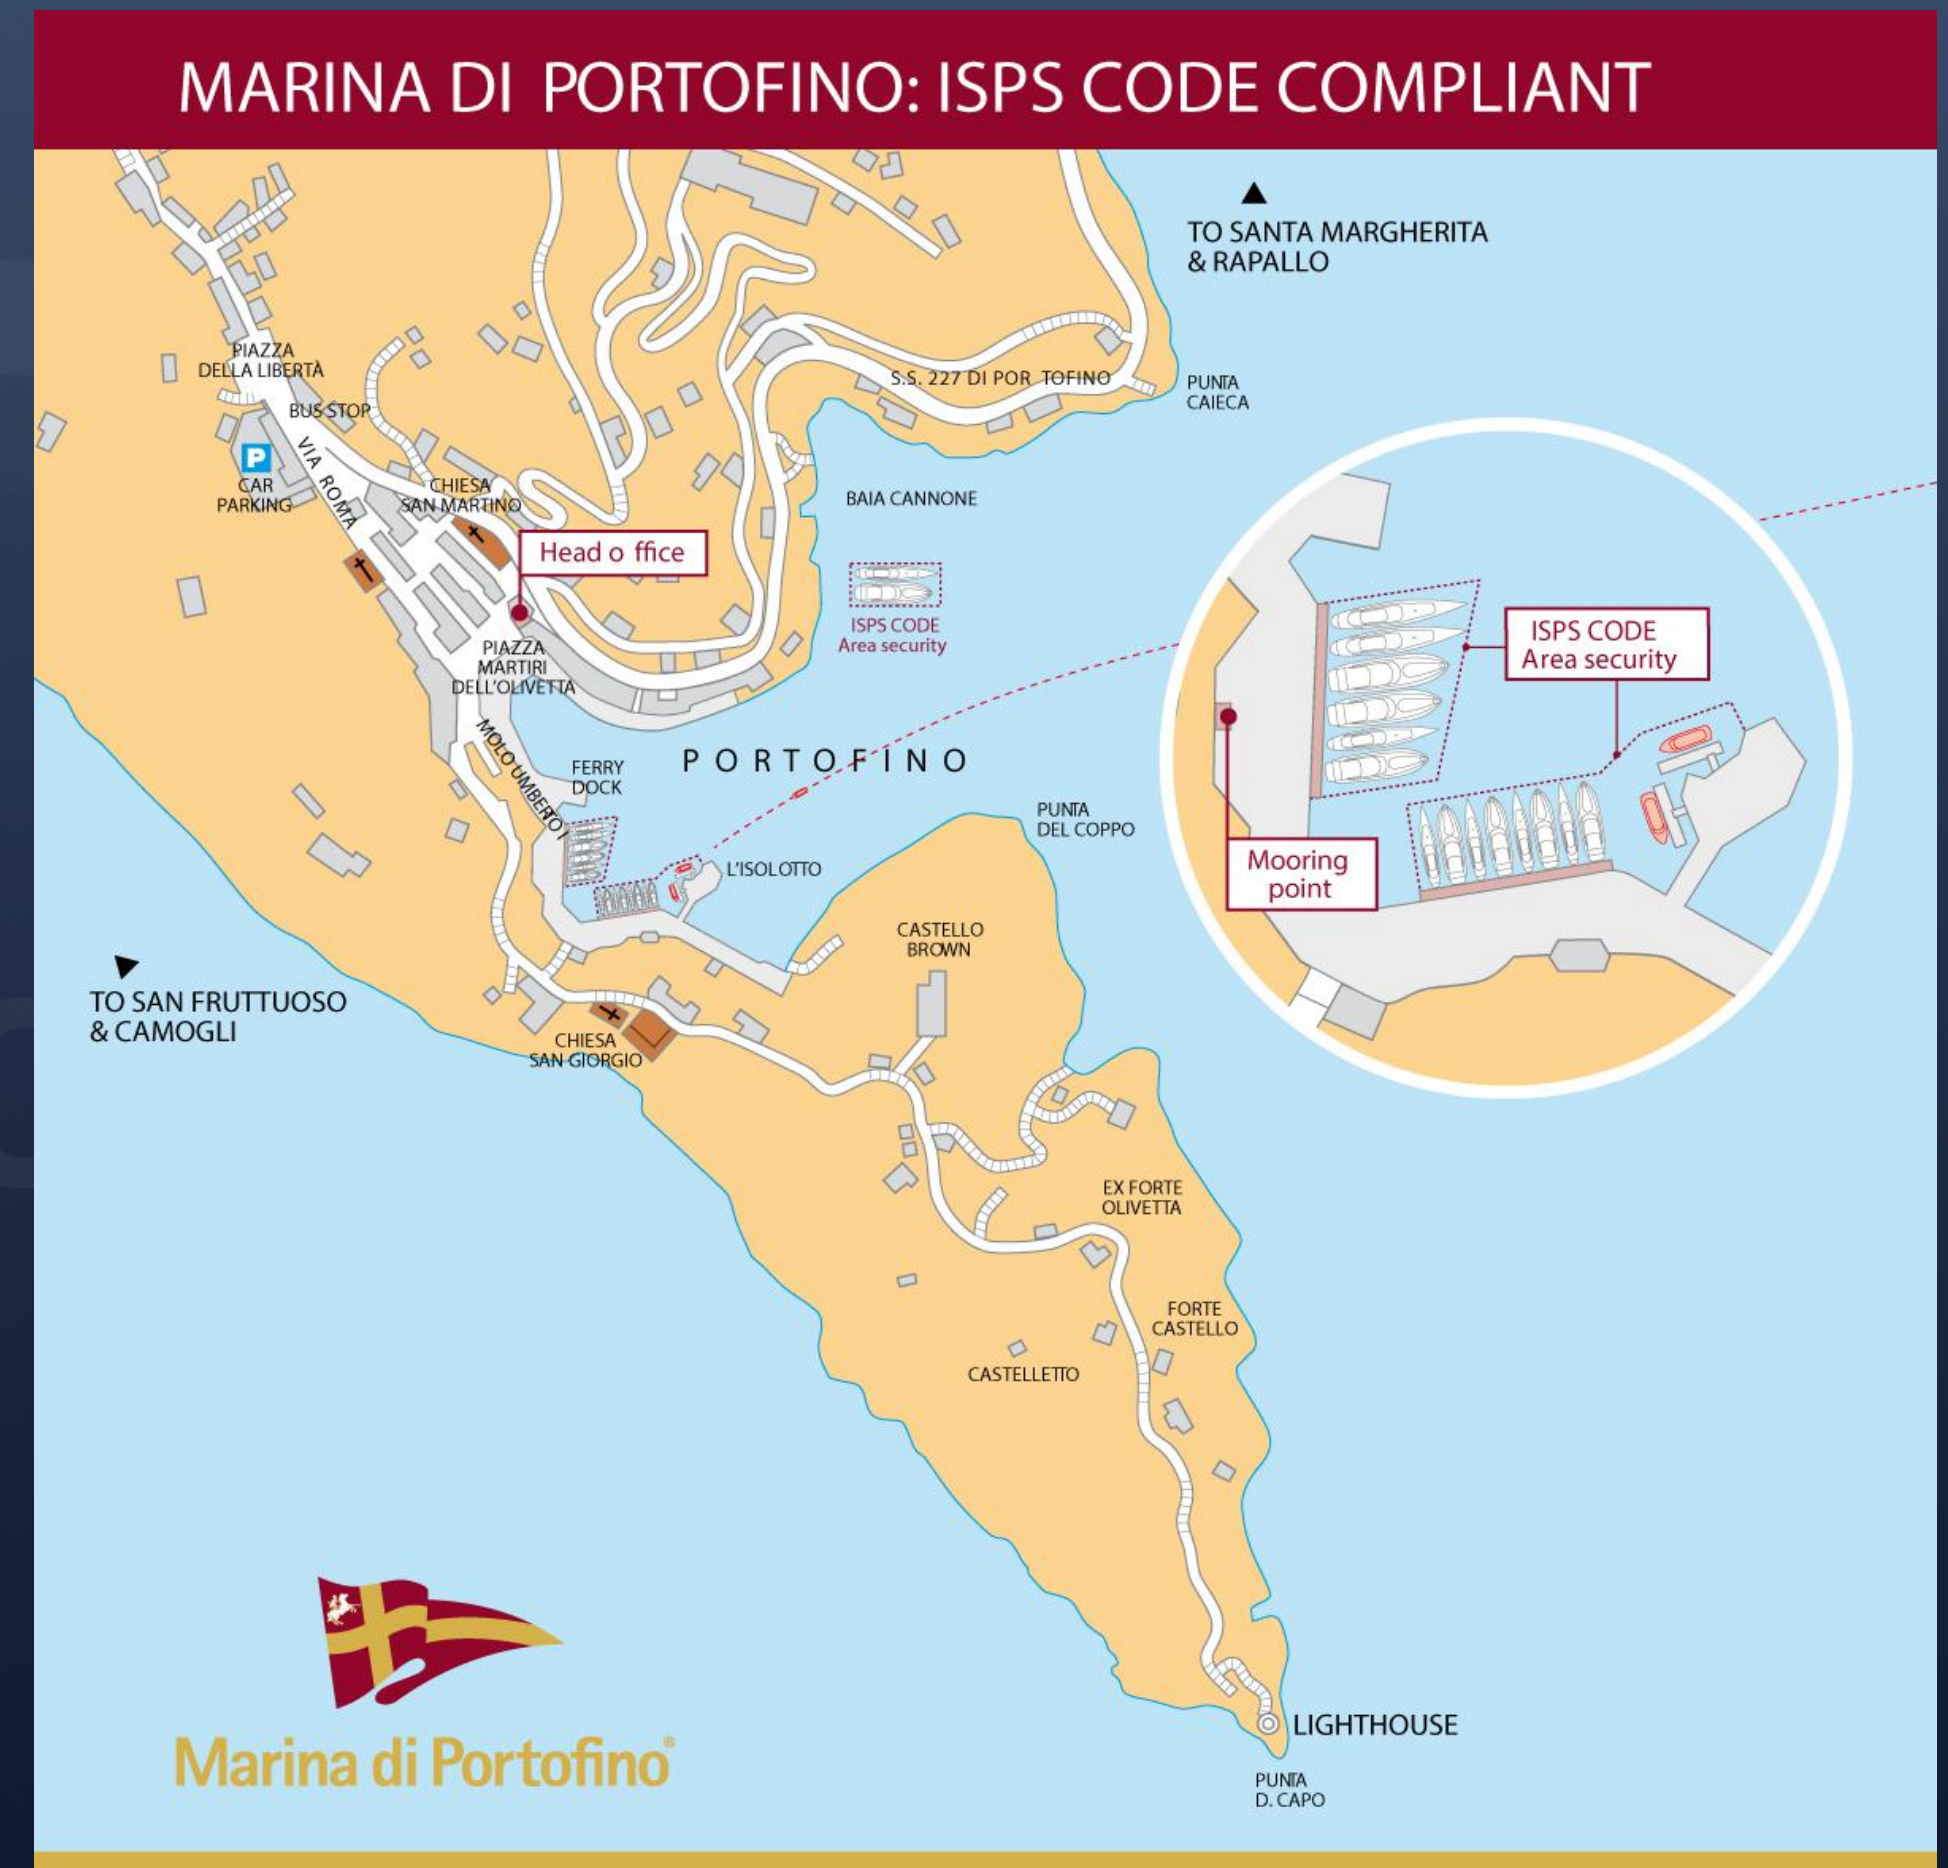 MARINA DI PORTOFINO: ISPS CODE COMPLIANT
TO SANTA MARGHERITA
& RAPALLO
PIAZZA
DELLA LIBERTÀ
BUS STOP
S.S. 227 DI POR TOFINO
PUNTA
CAIECA
P
CAR
PARKING
VIA ROMA
CHIESA
SAN MARTINO
BAIA CANNONE
Head o ffice
ISPS CODE
Area security
ISPS CODE
Area security
PIAZZA
MARTIRI
DELL'OLIVETTA
MOLO UMBERTO I
FERRY
DOCK
PORTOFINO
PUNTA
DEL COPPO
L'ISOLOTTO
Mooring
point
CASTELLO
BROWN
TO SAN FRUTTUOSO
& CAMOGLI
CHIESA
SAN GIORGIO
EX FORTE
OLIVETTA
FORTE
CASTELLO
CASTELLETTO
LIGHTHOUSE
PUNTA
D. CAPO
Marina di Portofino®